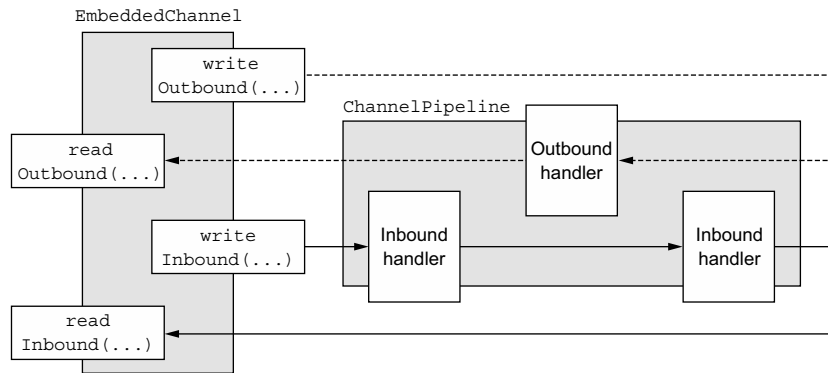 EmbeddedChannel
write
Outbound(...)
ChannelPipeline
read
Outbound(...)
Outbound
handler
write
Inbound(...)
Inbound
handler
Inbound
handler
read
Inbound(...)